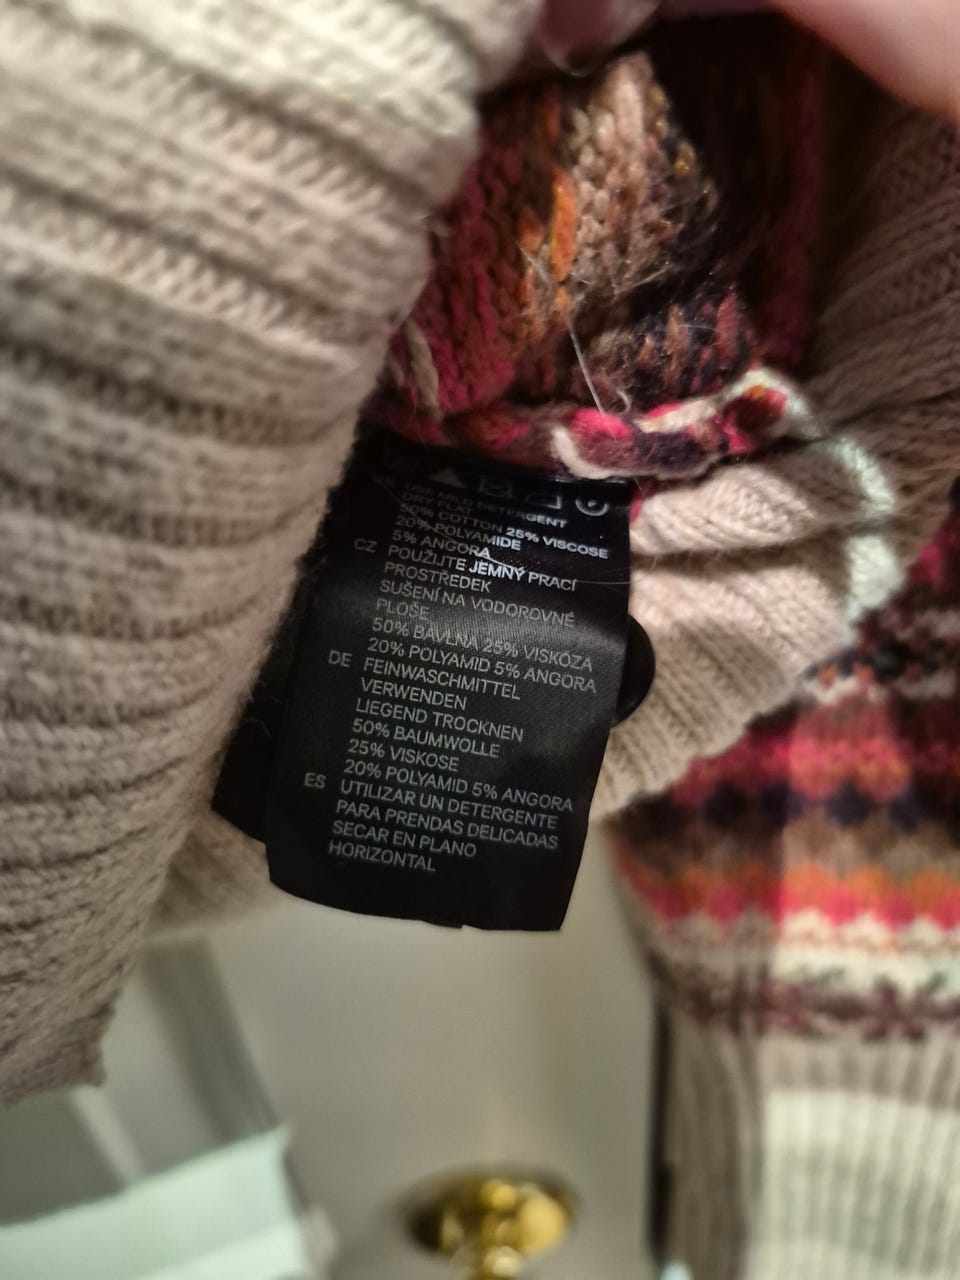 USE MILD DETERGENT
DRY FLAT
50% COTTON 25% VISCOSE
20% POLYAMIDE
5% ANGORA
CZ POUŽIJTE JEMNÝ PRACÍ
PROSTŘEDEK
SUŠENÍ NA VODOROVNÉ
PLOŠE
50% BAVLNA 25% VISKÓZA
20% POLYAMID 5% ANGORA
DE FEINWASCHMITTEL
VERWENDEN
LIEGEND TROCKNEN
50% BAUMWOLLE
25% VISKOSE
20% POLYAMID 5% ANGORA
ES UTILIZAR UN DETERGENTE
PARA PRENDAS DELICADAS
SECAR EN PLANO
HORIZONTAL